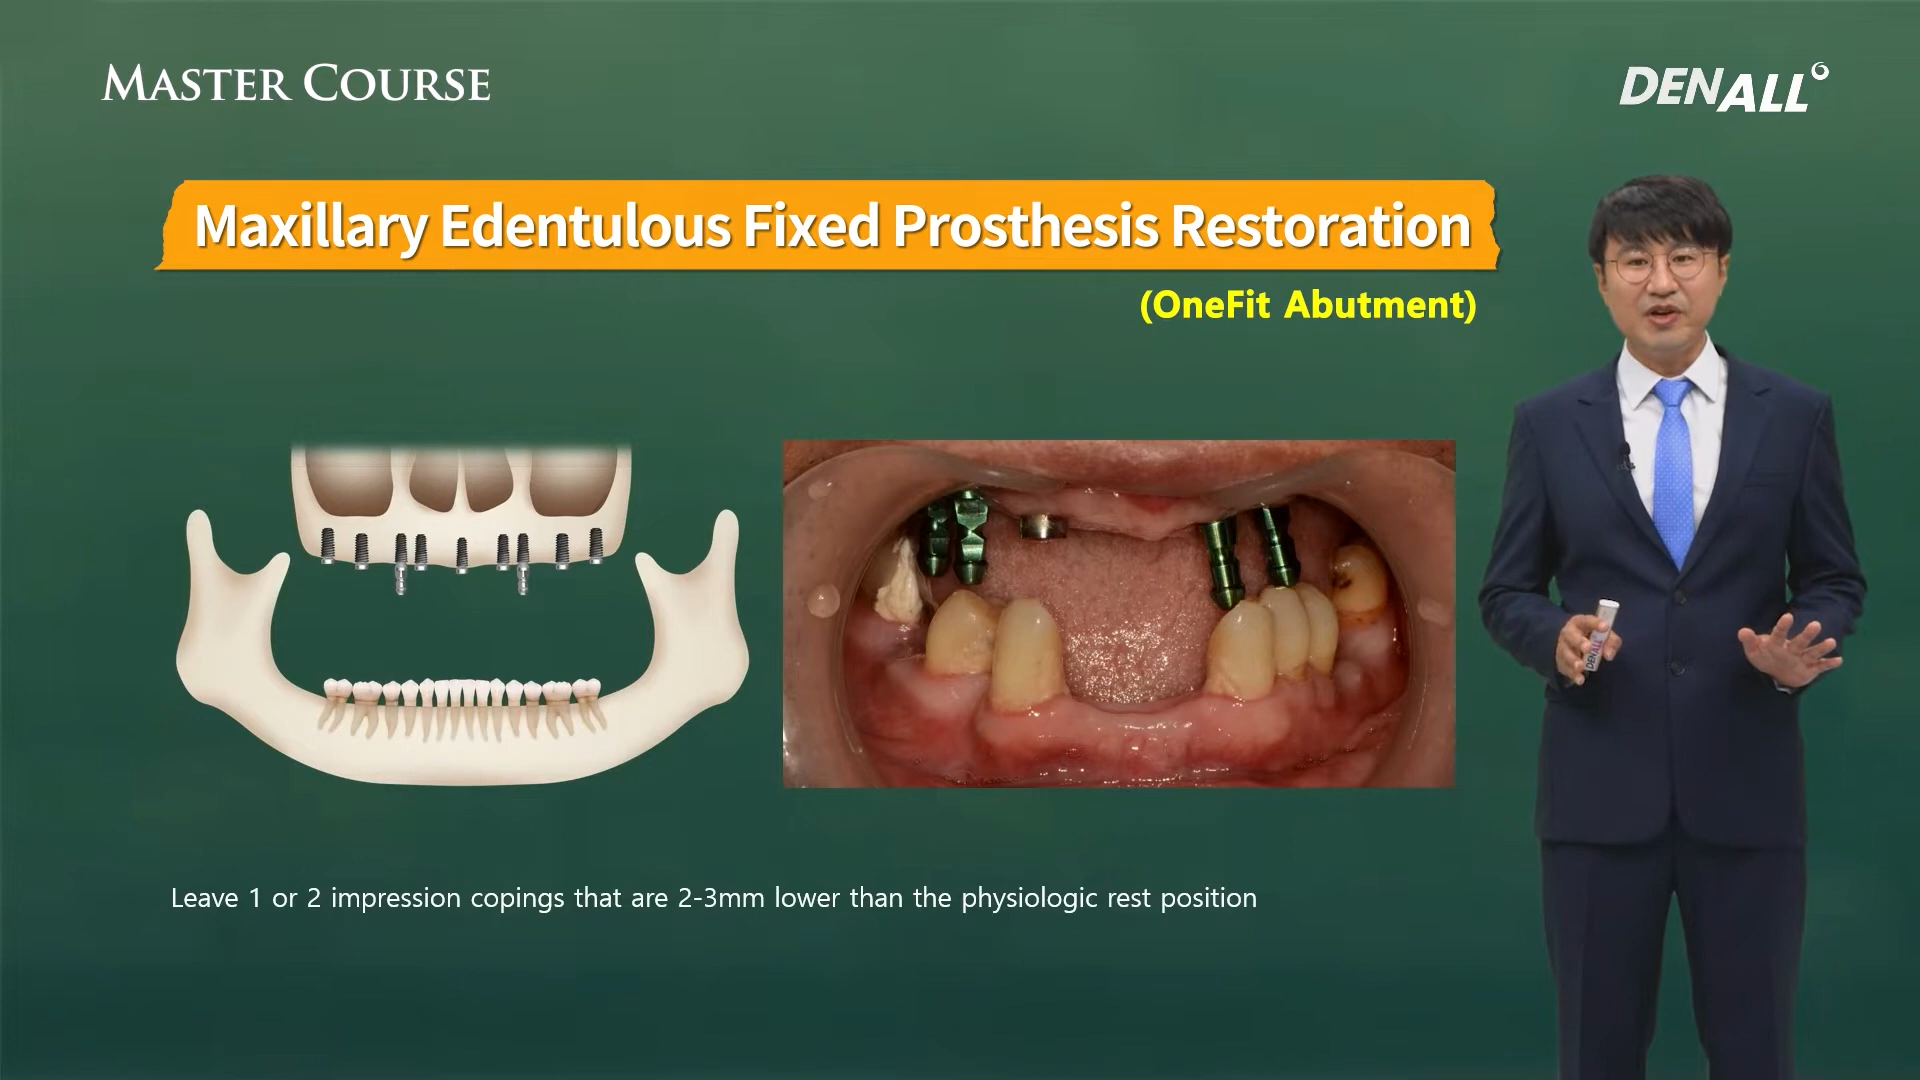 MASTER COURSE
DENALL
Maxillary Edentulous Fixed Prosthesis Restoration
(OneFit Abutment)
DENALL
Leave 1 or 2 impression copings that are 2-3mm lower than the physiologic rest position